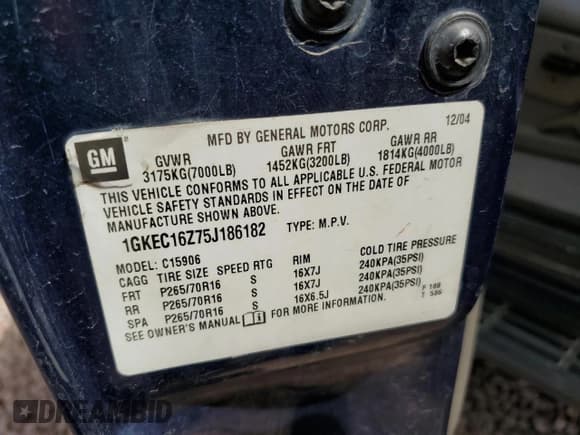 MFD BY GENERAL MOTORS CORP. 12/04
GM GVWR GAWR FRT GAWR RR
3175KG(7000LB) 1452KG(3200LB) 1814KG(4000LB)
THIS VEHICLE CONFORMS TO ALL APPLICABLE U.S. FEDERAL MOTOR
VEHICLE SAFETY STANDARDS IN EFFECT ON THE DATE OF
MANUFACTURE SHOWN ABOVE.
1GKEC16Z75J186182 TYPE: M.P.V.
MODEL: C15906
CAGG TIRE SIZE SPEED RTG RIM COLD TIRE PRESSURE
FRT P265/70R16 S 16X7J 240KPA(35PSI)
RR P265/70R16 S 16X7J 240KPA(35PSI)
SPA P265/70R16 S 16X6.5J 240KPA(35PSI)
SEE OWNER'S MANUAL FOR MORE INFORMATION.
DREAMBID